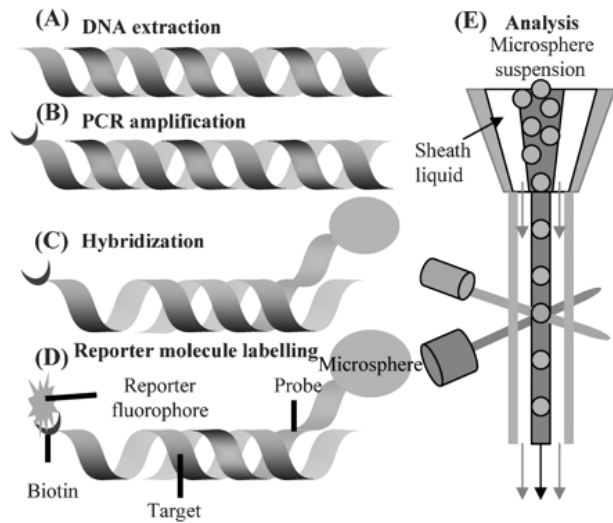 (A) DNA extraction
(B) PCR amplification
(C) Hybridization
(D) Reporter molecule labelling
Reporter
fluorophore
Probe
Microsphere
Biotin
Target
(E) Analysis
Microsphere
suspension
Sheath
liquid